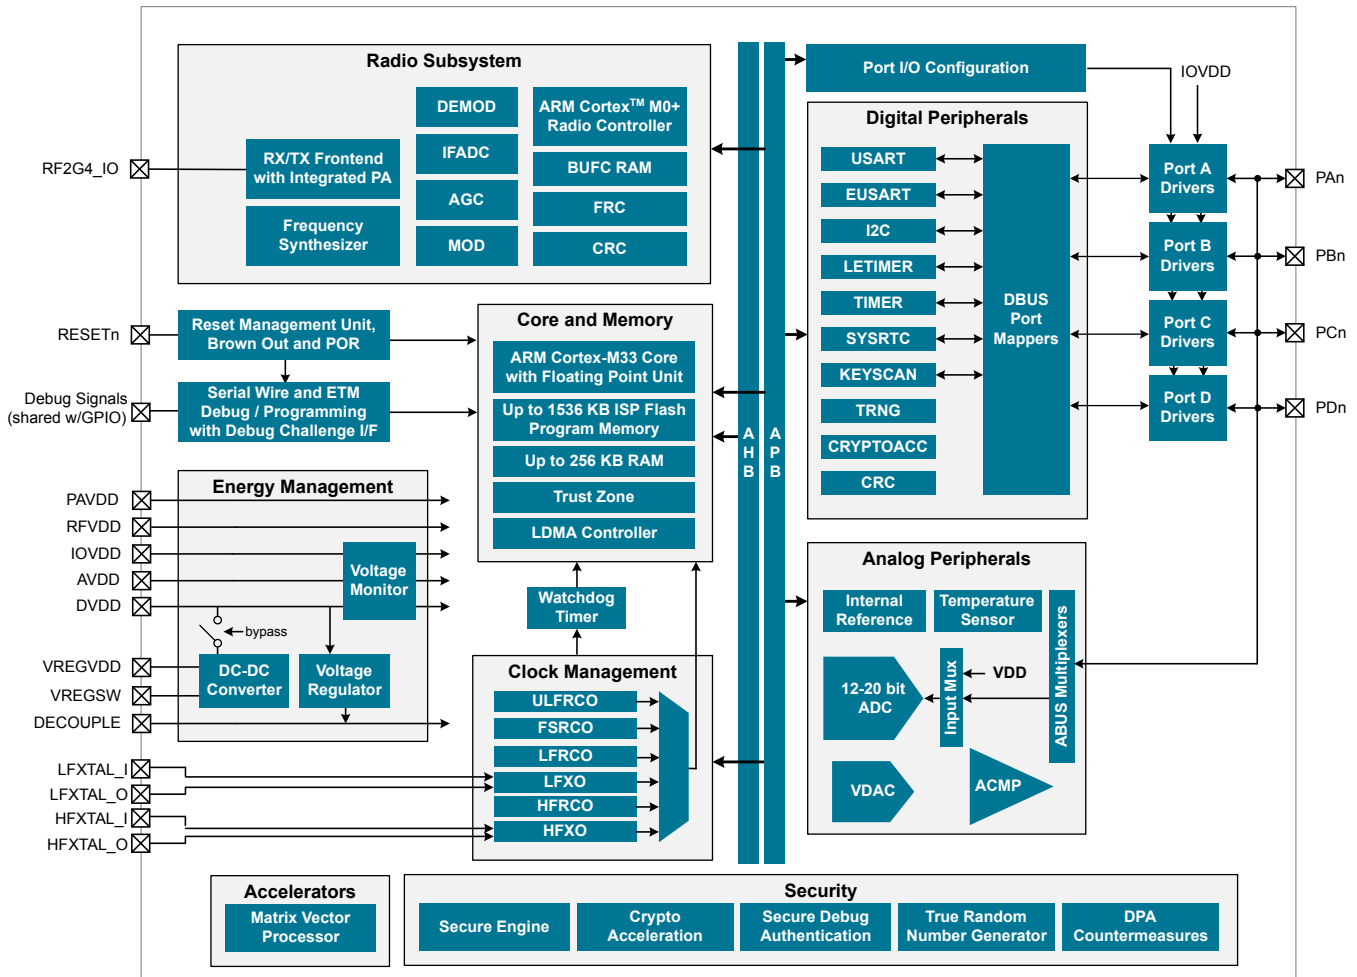 Radio Subsystem
DEMOD
IFADC
AGC
MOD
ARM Cortex™ M0+
Radio Controller
BUFC RAM
FRC
CRC
RX/TX Frontend
with Integrated PA
Frequency
Synthesizer
RF2G4_IO
RESETn
Reset Management Unit,
Brown Out and POR
Debug Signals
(shared w/GPIO)
Serial Wire and ETM
Debug / Programming
with Debug Challenge I/F
Core and Memory
ARM Cortex-M33 Core
with Floating Point Unit
Up to 1536 KB ISP Flash
Program Memory
Up to 256 KB RAM
Trust Zone
LDMA Controller
Energy Management
PAVDD
RFVDD
IOVDD
AVDD
DVDD
VREGVDD
VREGSW
DECOUPLE
Voltage
Monitor
bypass
DC-DC
Converter
Voltage
Regulator
Watchdog
Timer
Clock Management
ULFRCO
FSRCO
LFRCO
LFXO
HFRCO
HFXO
LFXTAL_I
LFXTAL_O
HFXTAL_I
HFXTAL_O
A
H
B
A
P
B
Port I/O Configuration
IOVDD
Digital Peripherals
USART
EUSART
I2C
LETIMER
TIMER
SYSRTC
KEYSCAN
TRNG
CRYPTOACC
CRC
DBUS
Port
Mappers
Port A
Drivers
Port B
Drivers
Port C
Drivers
Port D
Drivers
PAn
PBn
PCn
PDn
Analog Peripherals
Internal
Reference
Temperature
Sensor
12-20 bit
ADC
Input Mux
VDD
ABUS Multiplexers
VDAC
ACMP
Accelerators
Matrix Vector
Processor
Security
Secure Engine
Crypto
Acceleration
Secure Debug
Authentication
True Random
Number Generator
DPA
Countermeasures